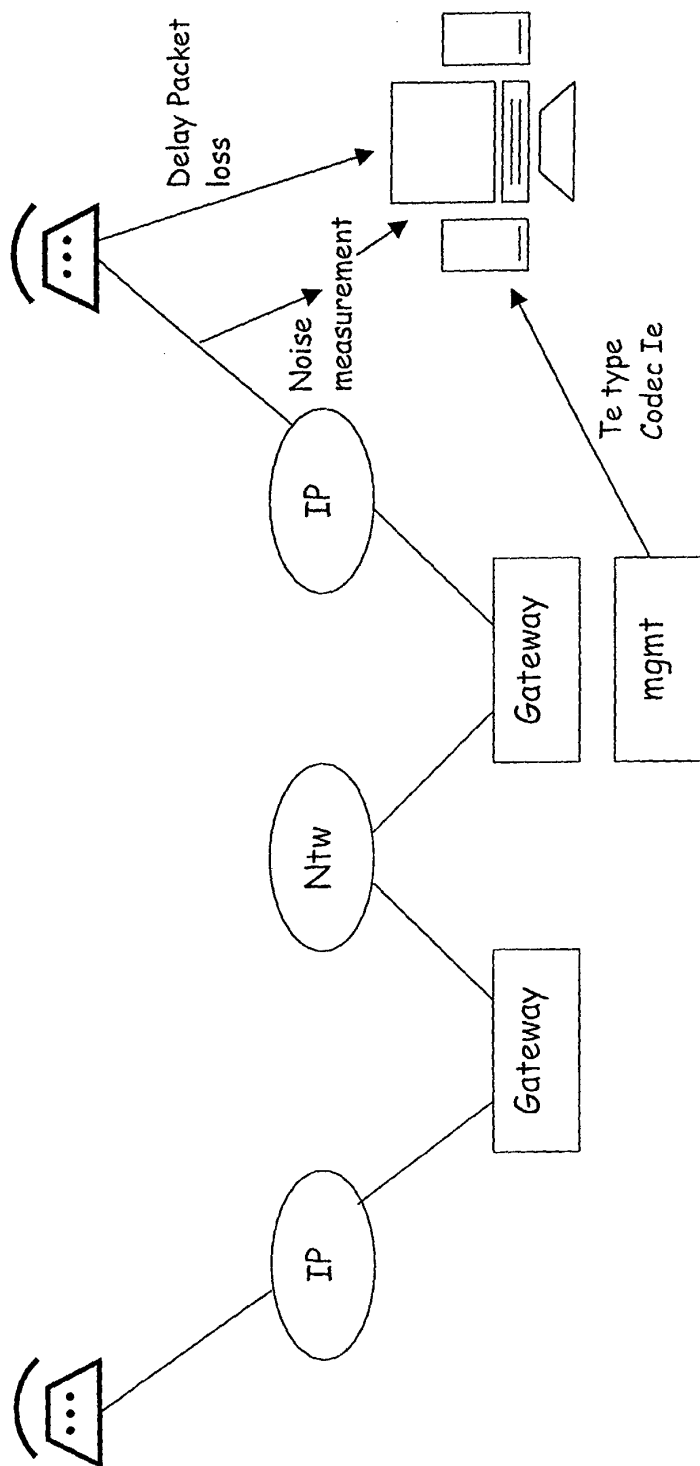 Delay Packet
loss
Noise
measurement
IP
Ntw
IP
Te type
Codec Ie
Gateway
Gateway
mgmt